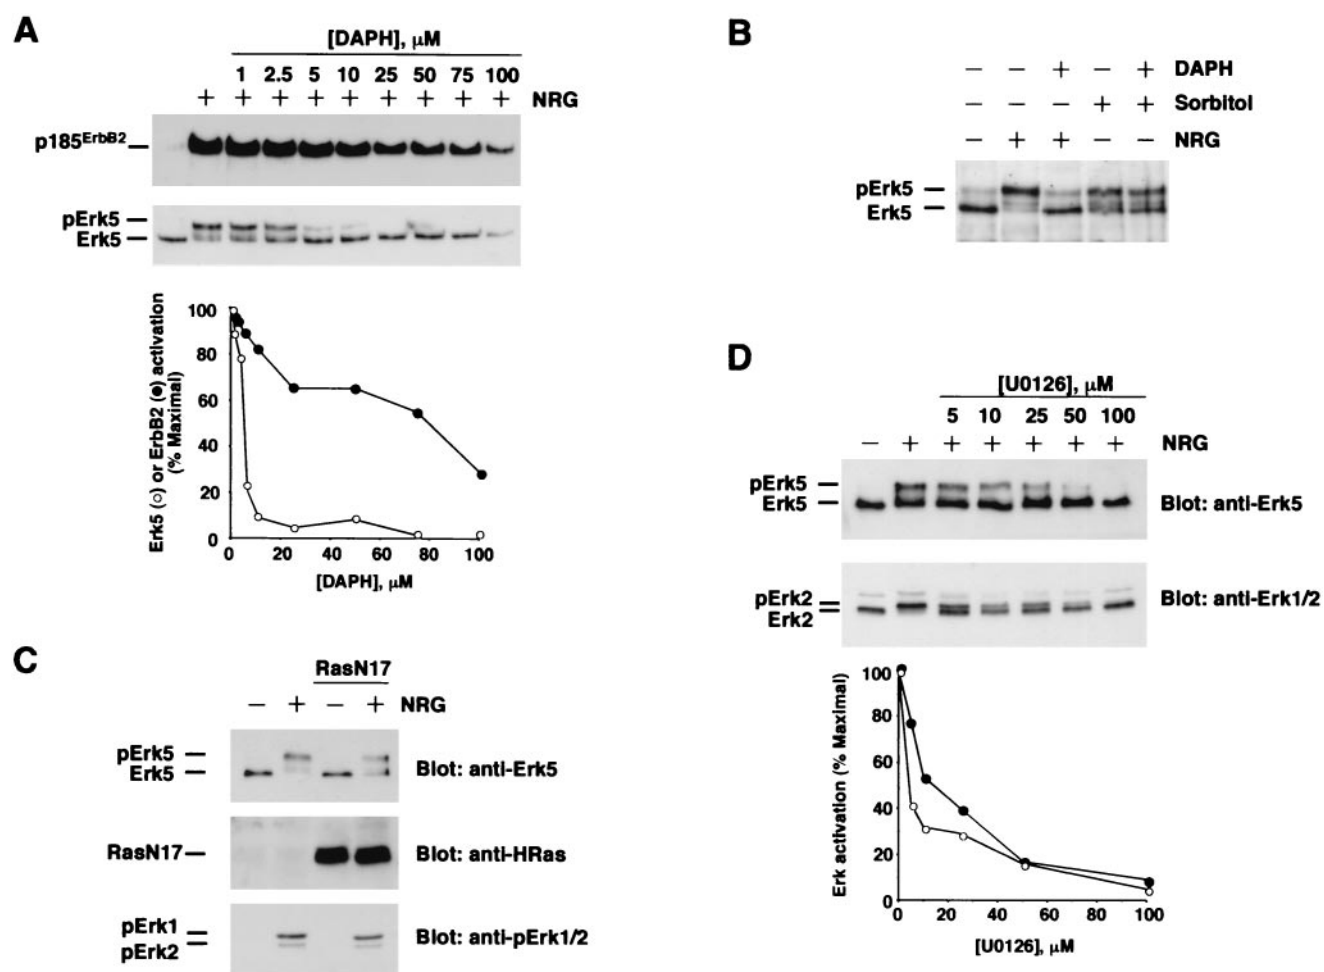 A
[DAPH], μM
1 2.5 5 10 25 50 75 100
+ + + + + + + + + NRG
p185ErbB2
pErk5
Erk5
Erk5 (○) or ErbB2 (●) activation
(% Maximal)
100
80
60
40
20
0
0 20 40 60 80 100
[DAPH], μM
B
− − + − + DAPH
− − − + + Sorbitol
− + + − − NRG
pErk5
Erk5
C
RasN17
− + − + NRG
pErk5
Erk5
Blot: anti-Erk5
RasN17
Blot: anti-HRas
pErk1
pErk2
Blot: anti-pErk1/2
D
[U0126], μM
5 10 25 50 100
− + + + + + + NRG
pErk5
Erk5
Blot: anti-Erk5
pErk2
Erk2
Blot: anti-Erk1/2
Erk activation (% Maximal)
100
80
60
40
20
0
0 20 40 60 80 100
[U0126], μM